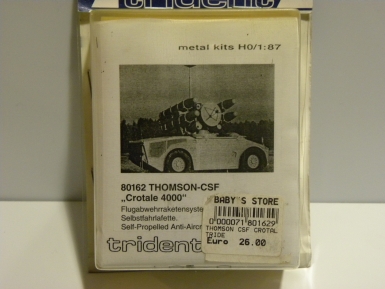 trident
metal kits H0/1:87
80162 THOMSON-CSF
„Crotale 4000"
Flugabwehrraketensyste
Selbstfahrlafette.
Self-Propelled Anti-Aircr
trident
BABY'S STORE
0000071801629
THOMSON CSF CROTAL
TRIDE
Euro 26.00